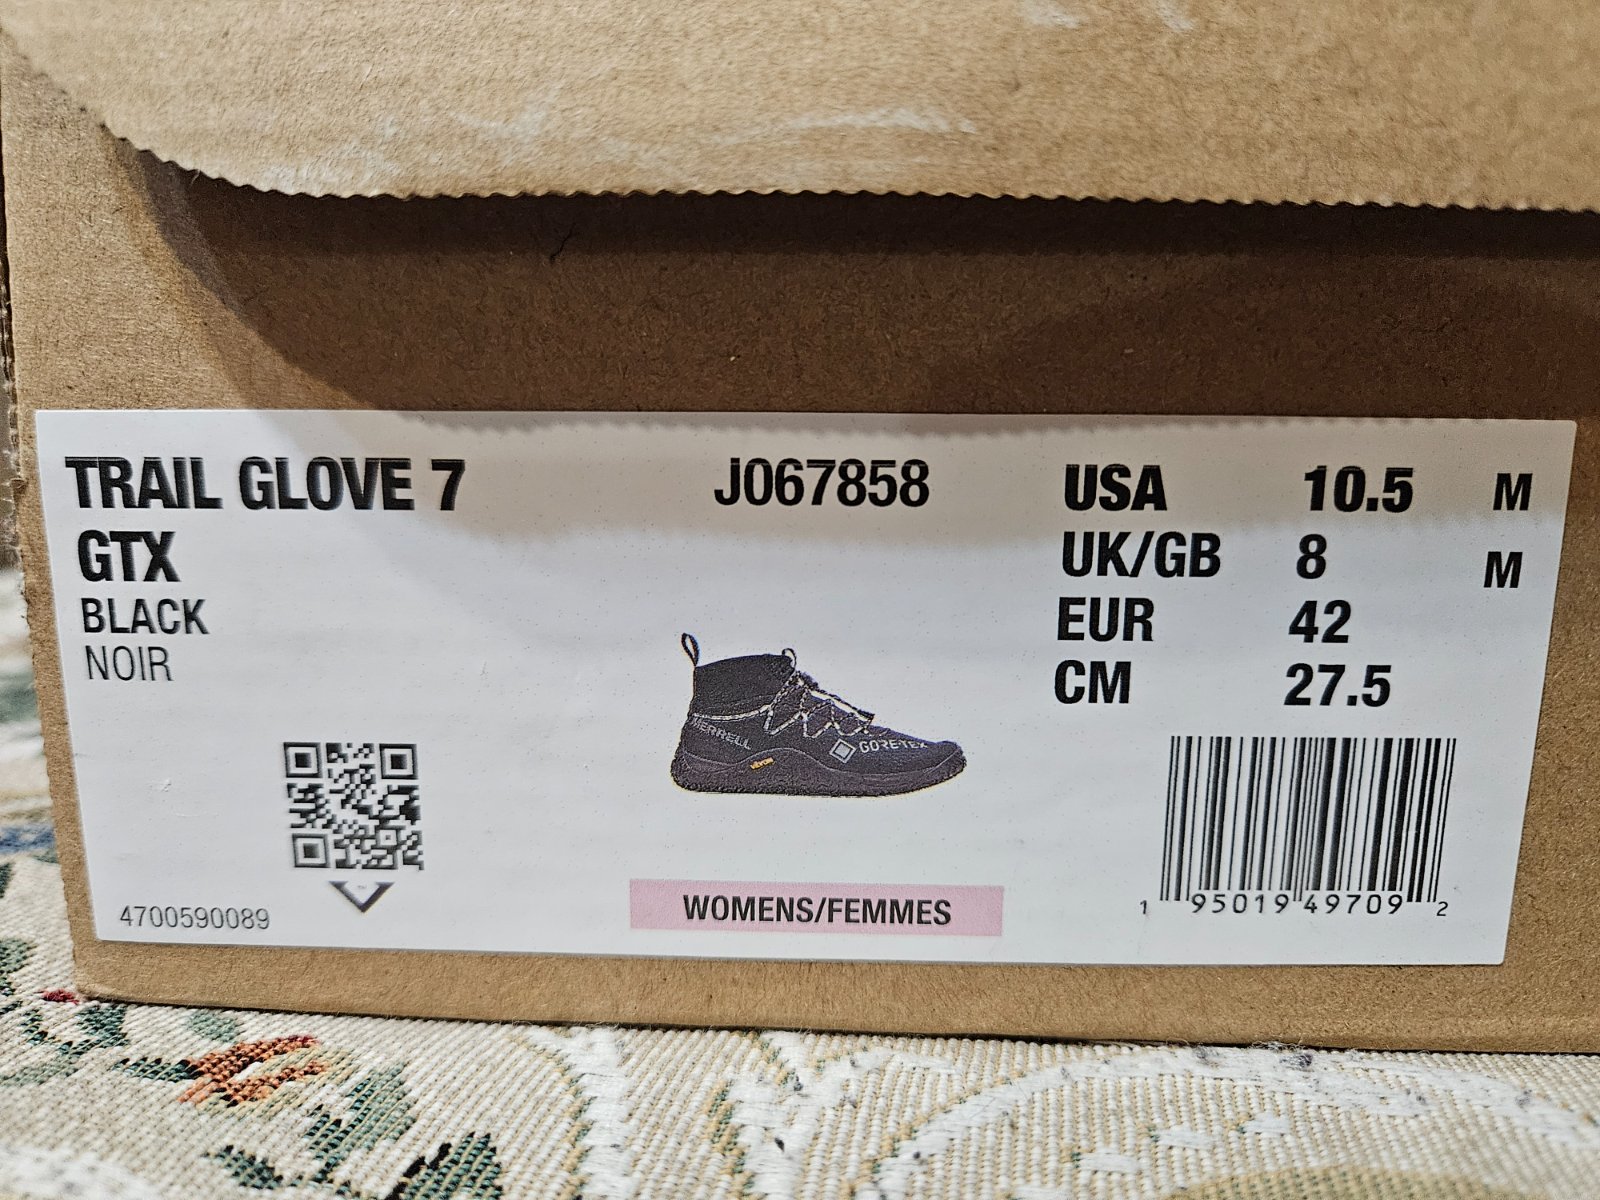 TRAIL GLOVE 7
GTX
BLACK
NOIR
J067858
USA 10.5 M
UK/GB 8 M
EUR 42
CM 27.5
MERRELL
GORE-TEX
4700590089
WOMENS/FEMMES
1 95019 49709 2